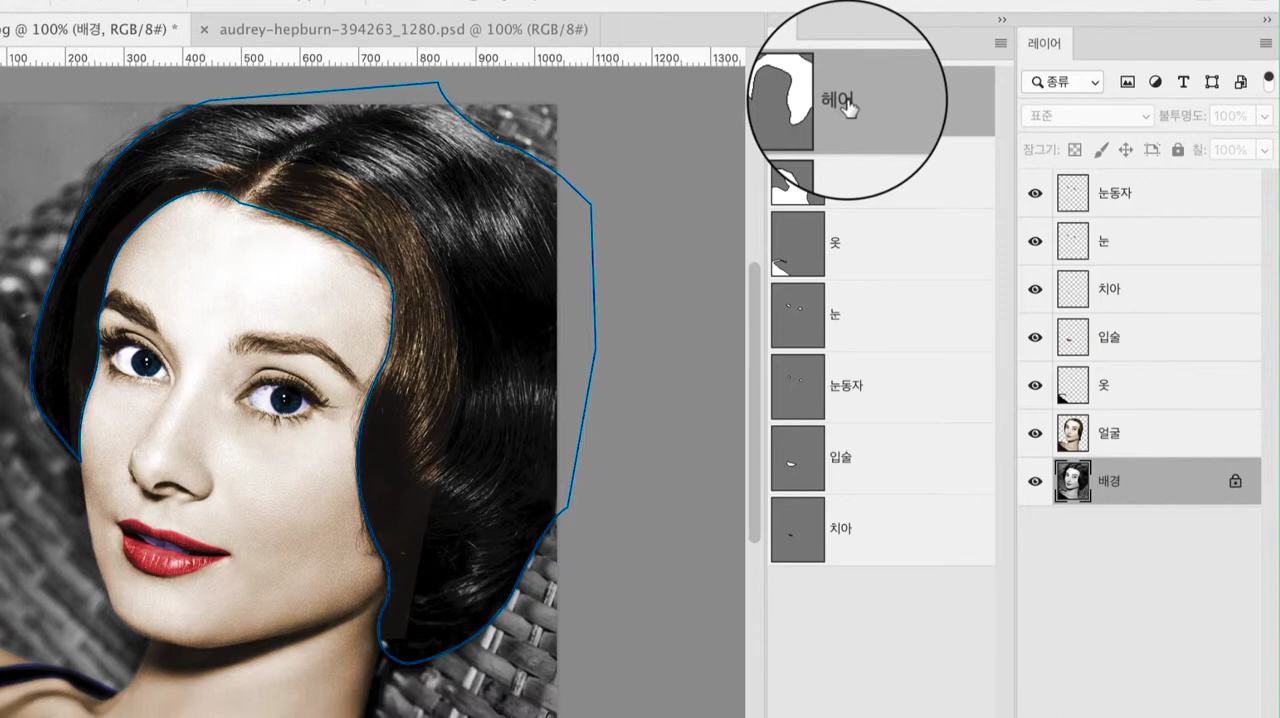 g @ 100% (배경, RGB/8#) *
× audrey-hepburn-394263_1280.psd @ 100% (RGB/8#)
100 200 300 400 500 600 700 800 900 1000 1100 1200 1300
헤어
옷
눈
눈동자
입술
치아
레이어
종류
표준 불투명도: 100%
잠그기: 칠: 100%
눈동자
눈
치아
입술
옷
얼굴
배경